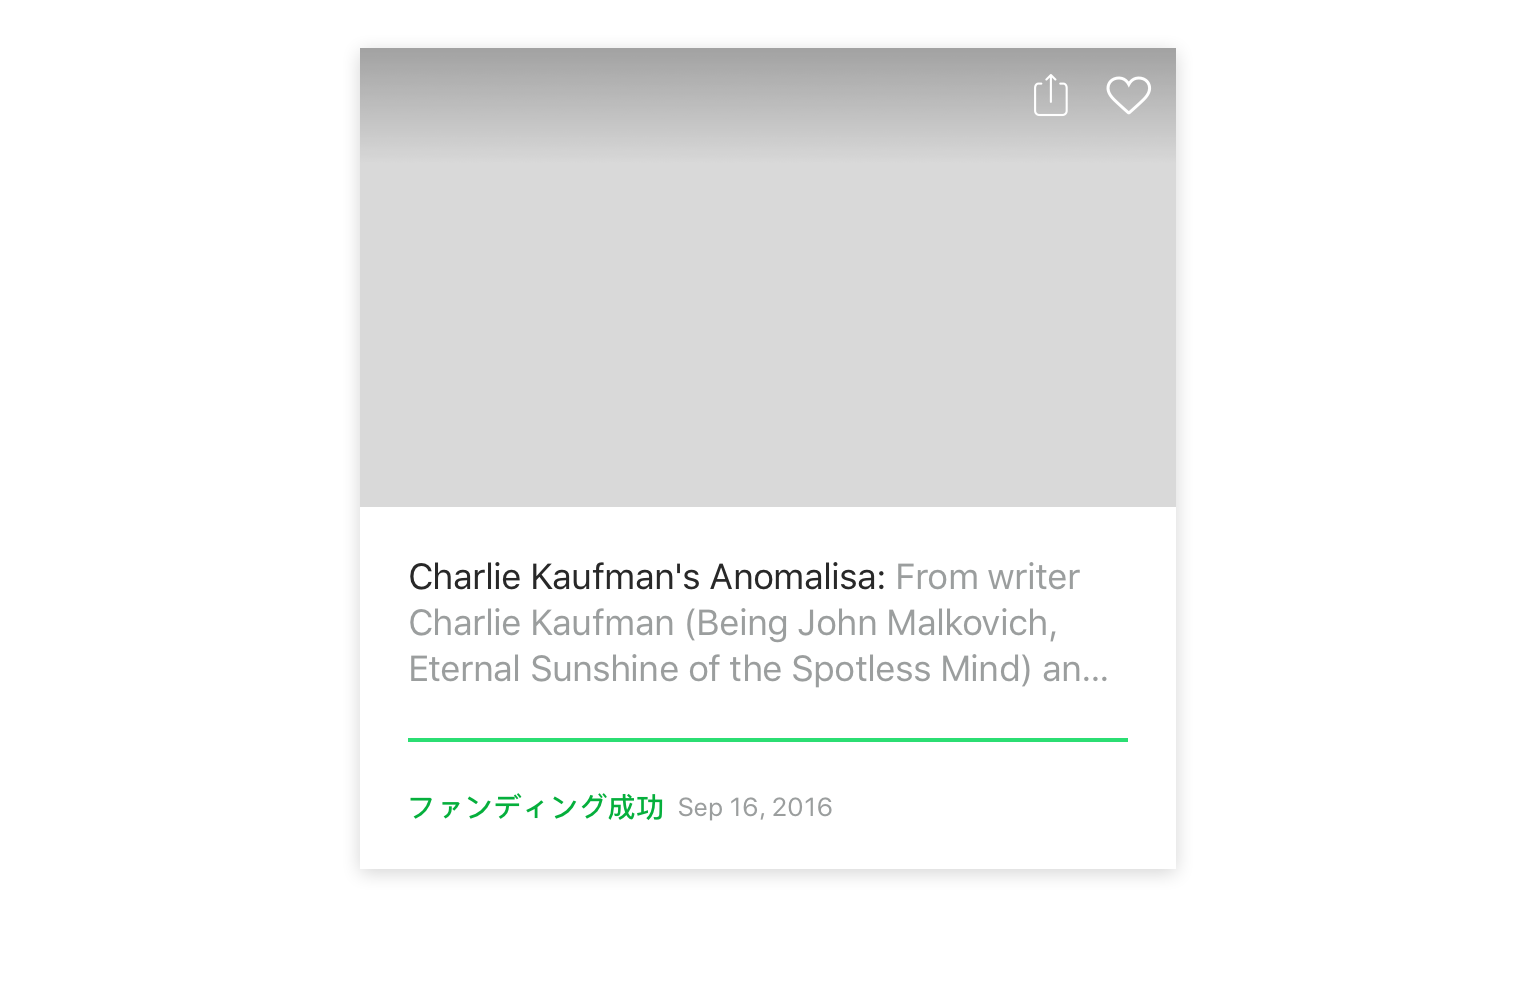 Charlie Kaufman's Anomalisa: From writer
Charlie Kaufman (Being John Malkovich,
Eternal Sunshine of the Spotless Mind) an...
ファンディング成功 Sep 16, 2016